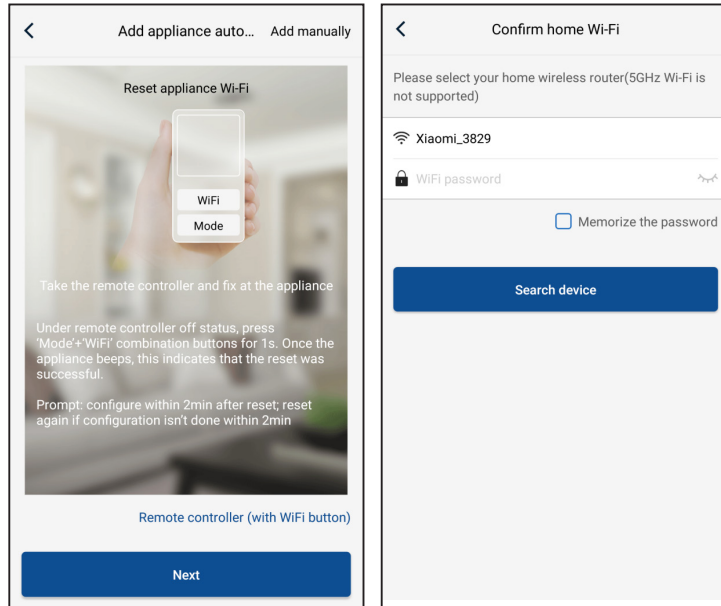 Add appliance auto... Add manually
Reset appliance Wi-Fi
WiFi
Mode
Take the remote controller and fix at the appliance
Under remote controller off status, press
'Mode'+'WiFi' combination buttons for 1s. Once the
appliance beeps, this indicates that the reset was
successful.
Prompt: configure within 2min after reset; reset
again if configuration isn't done within 2min
Remote controller (with WiFi button)
Next
Confirm home Wi-Fi
Please select your home wireless router(5GHz Wi-Fi is
not supported)
Xiaomi_3829
WiFi password
Memorize the password
Search device